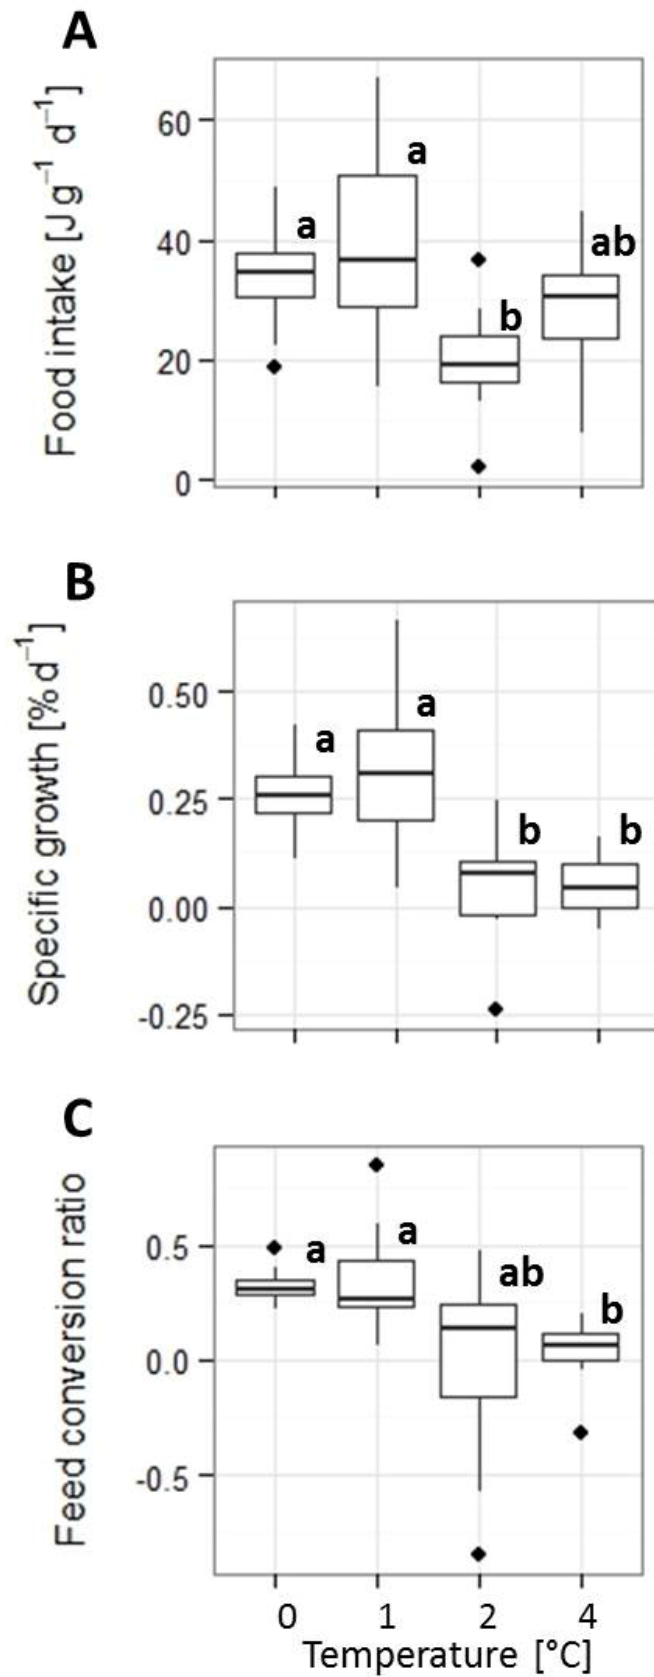 A
Food intake [J g⁻¹ d⁻¹]
60
40
20
0
a
a
b
ab
B
Specific growth [% d⁻¹]
0.50
0.25
0.00
-0.25
a
a
b
b
C
Feed conversion ratio
0.5
0.0
-0.5
a
a
ab
b
0 1 2 4
Temperature [°C]